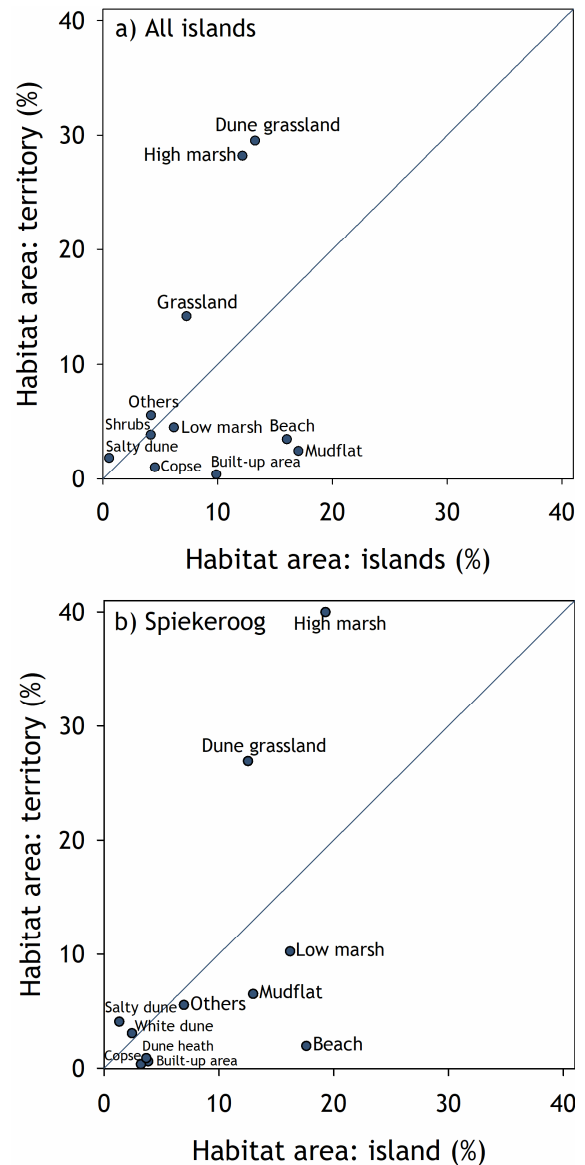 a) All islands
40
30
20
10
0
Habitat area: territory (%)
Dune grassland
High marsh
Grassland
Others
Shrubs
Low marsh
Beach
Salty dune
Copse
Built-up area
Mudflat
0
10
20
30
40
Habitat area: islands (%)
b) Spiekeroog
40
30
20
10
0
Habitat area: territory (%)
High marsh
Dune grassland
Low marsh
Mudflat
Salty dune
Others
White dune
Beach
Dune heath
Copse
Built-up area
0
10
20
30
40
Habitat area: island (%)